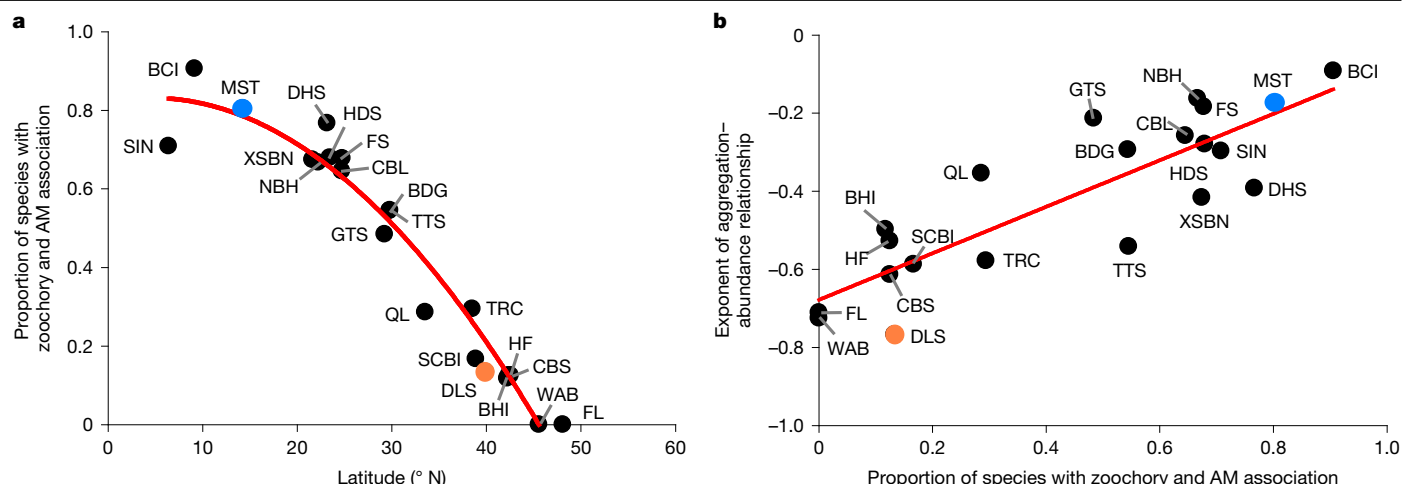 a
Proportion of species with
zoochory and AM association
1.0
0.8
0.6
0.4
0.2
0
BCI
MST
SIN
DHS
HDS
FS
XSBN
CBL
NBH
BDG
TTS
GTS
QL
TRC
SCBI
HF
DLS
CBS
BHI
WAB
FL
0 10 20 30 40 50 60
Latitude (° N)
b
Exponent of aggregation–
abundance relationship
0
−0.2
−0.4
−0.6
−0.8
−1.0
NBH
MST
BCI
GTS
FS
CBL
BDG
SIN
QL
HDS
DHS
BHI
XSBN
SCBI
HF
TRC
TTS
CBS
FL
DLS
WAB
0 0.2 0.4 0.6 0.8 1.0
Proportion of species with zoochory and AM association